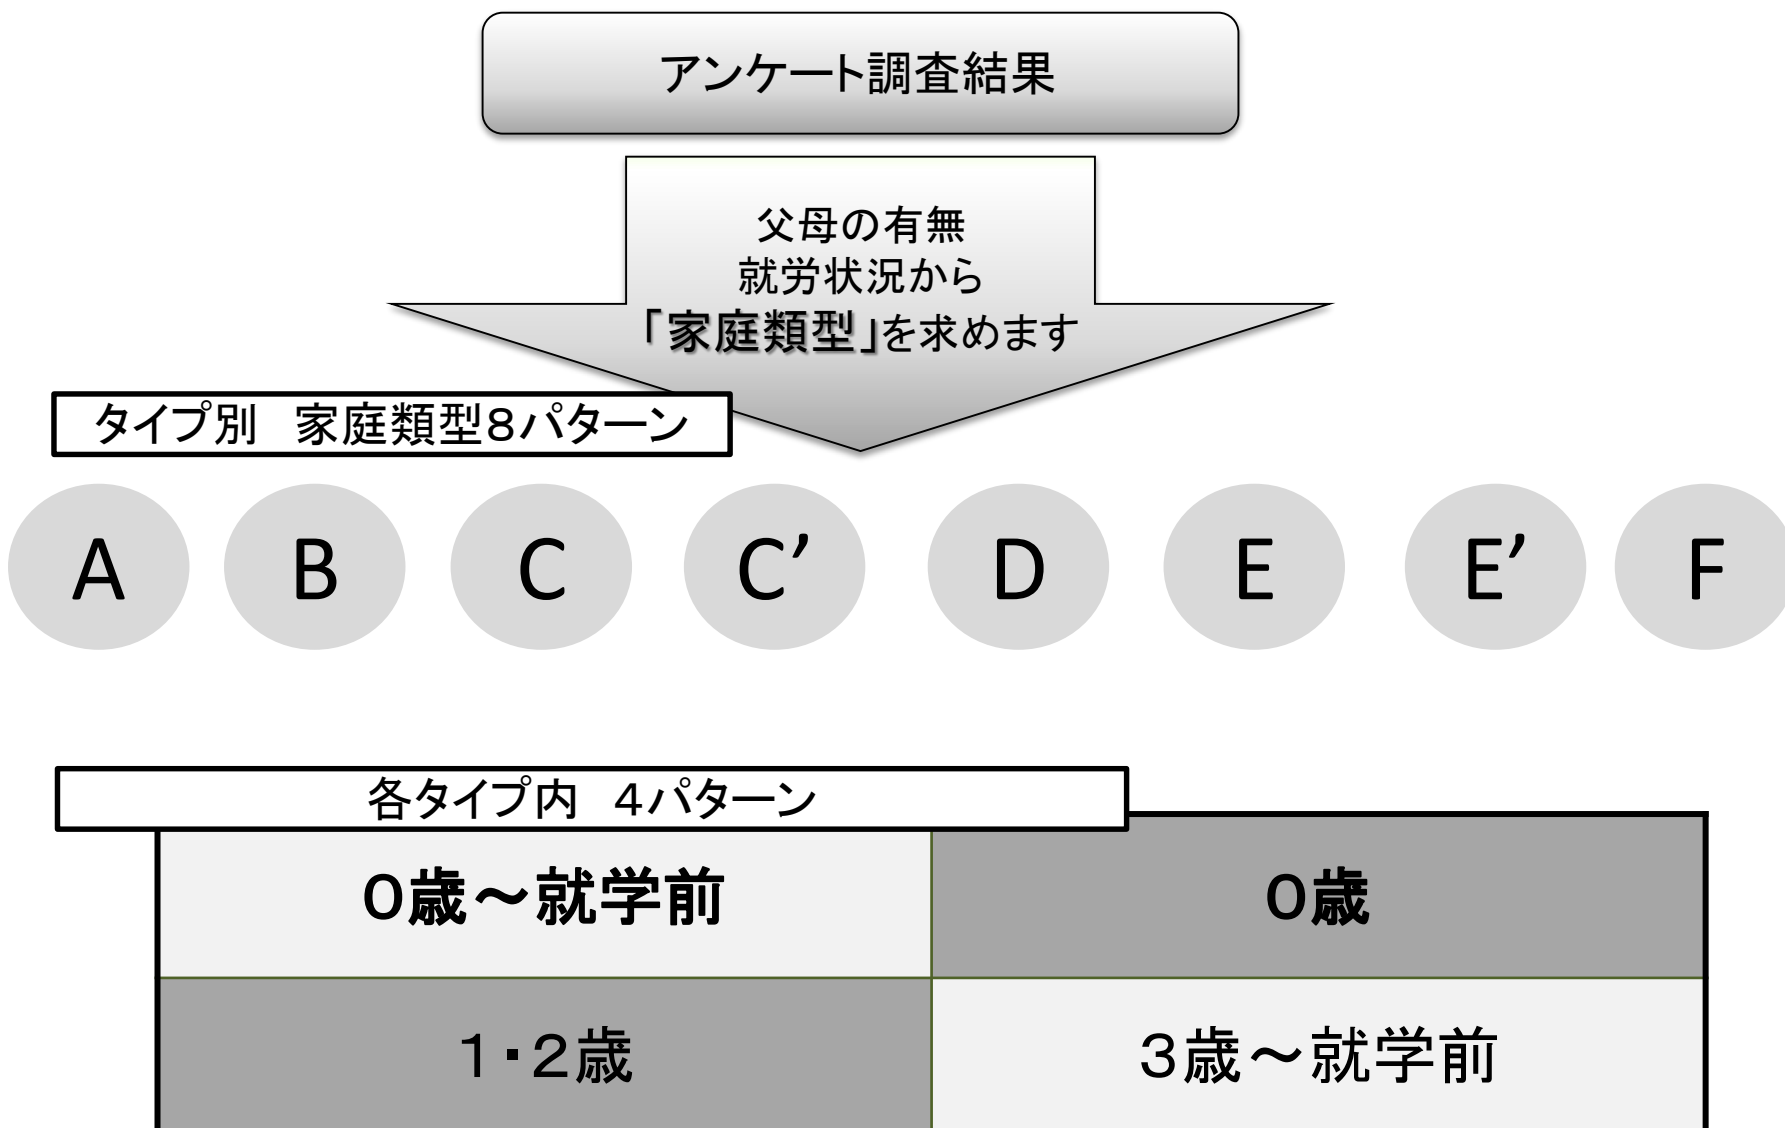 アンケート調査結果
父母の有無
就労状況から
「家庭類型」を求めます
タイプ別　家庭類型８パターン
A B C C’ D E E’ F
各タイプ内　４パターン
０歳～就学前 ０歳
１・２歳 ３歳～就学前